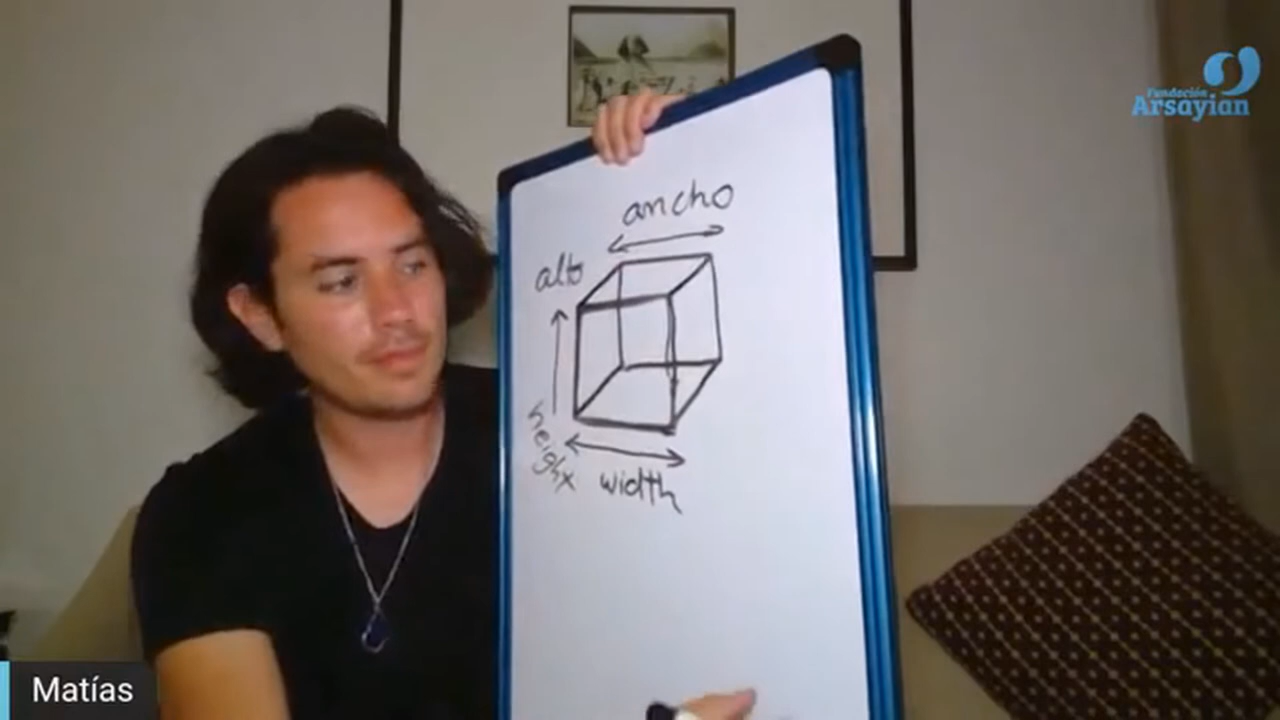 Fundación
Arsayian
ancho
alto
height
width
Matías